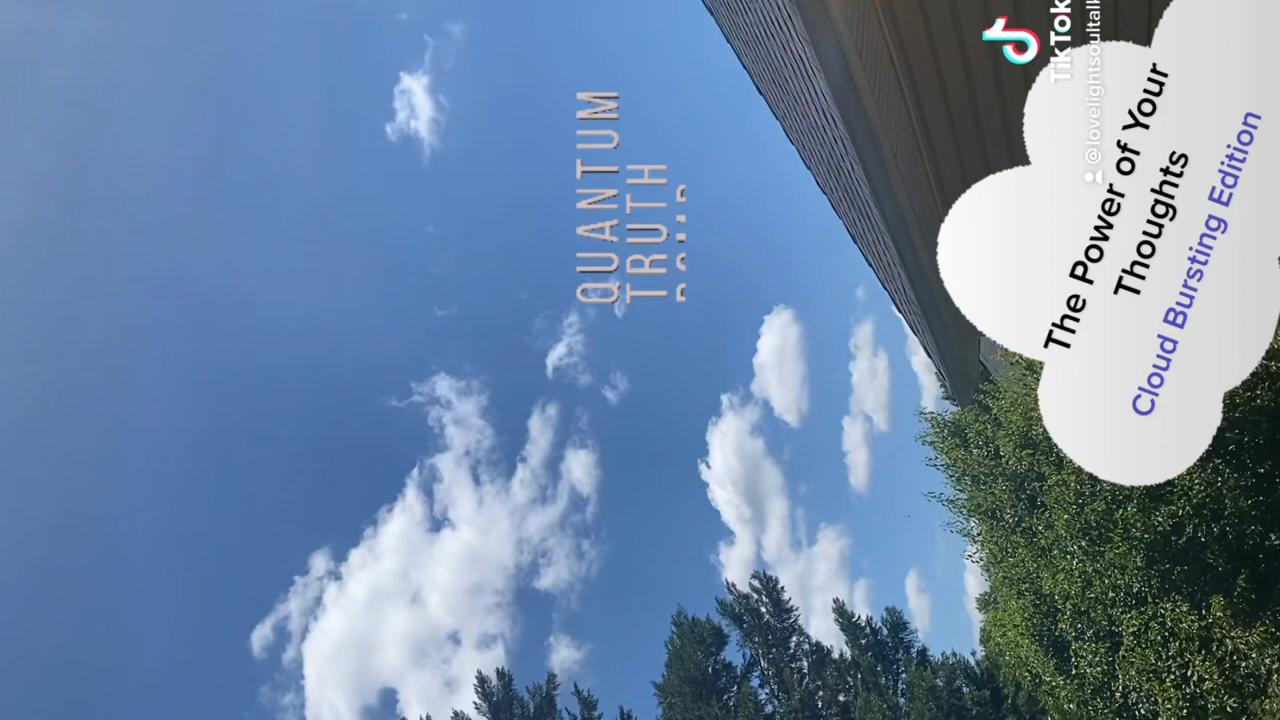 TikTok
@lovelightsoultalk
The Power of Your
Thoughts
Cloud Bursting Edition
QUANTUM
TRUTH